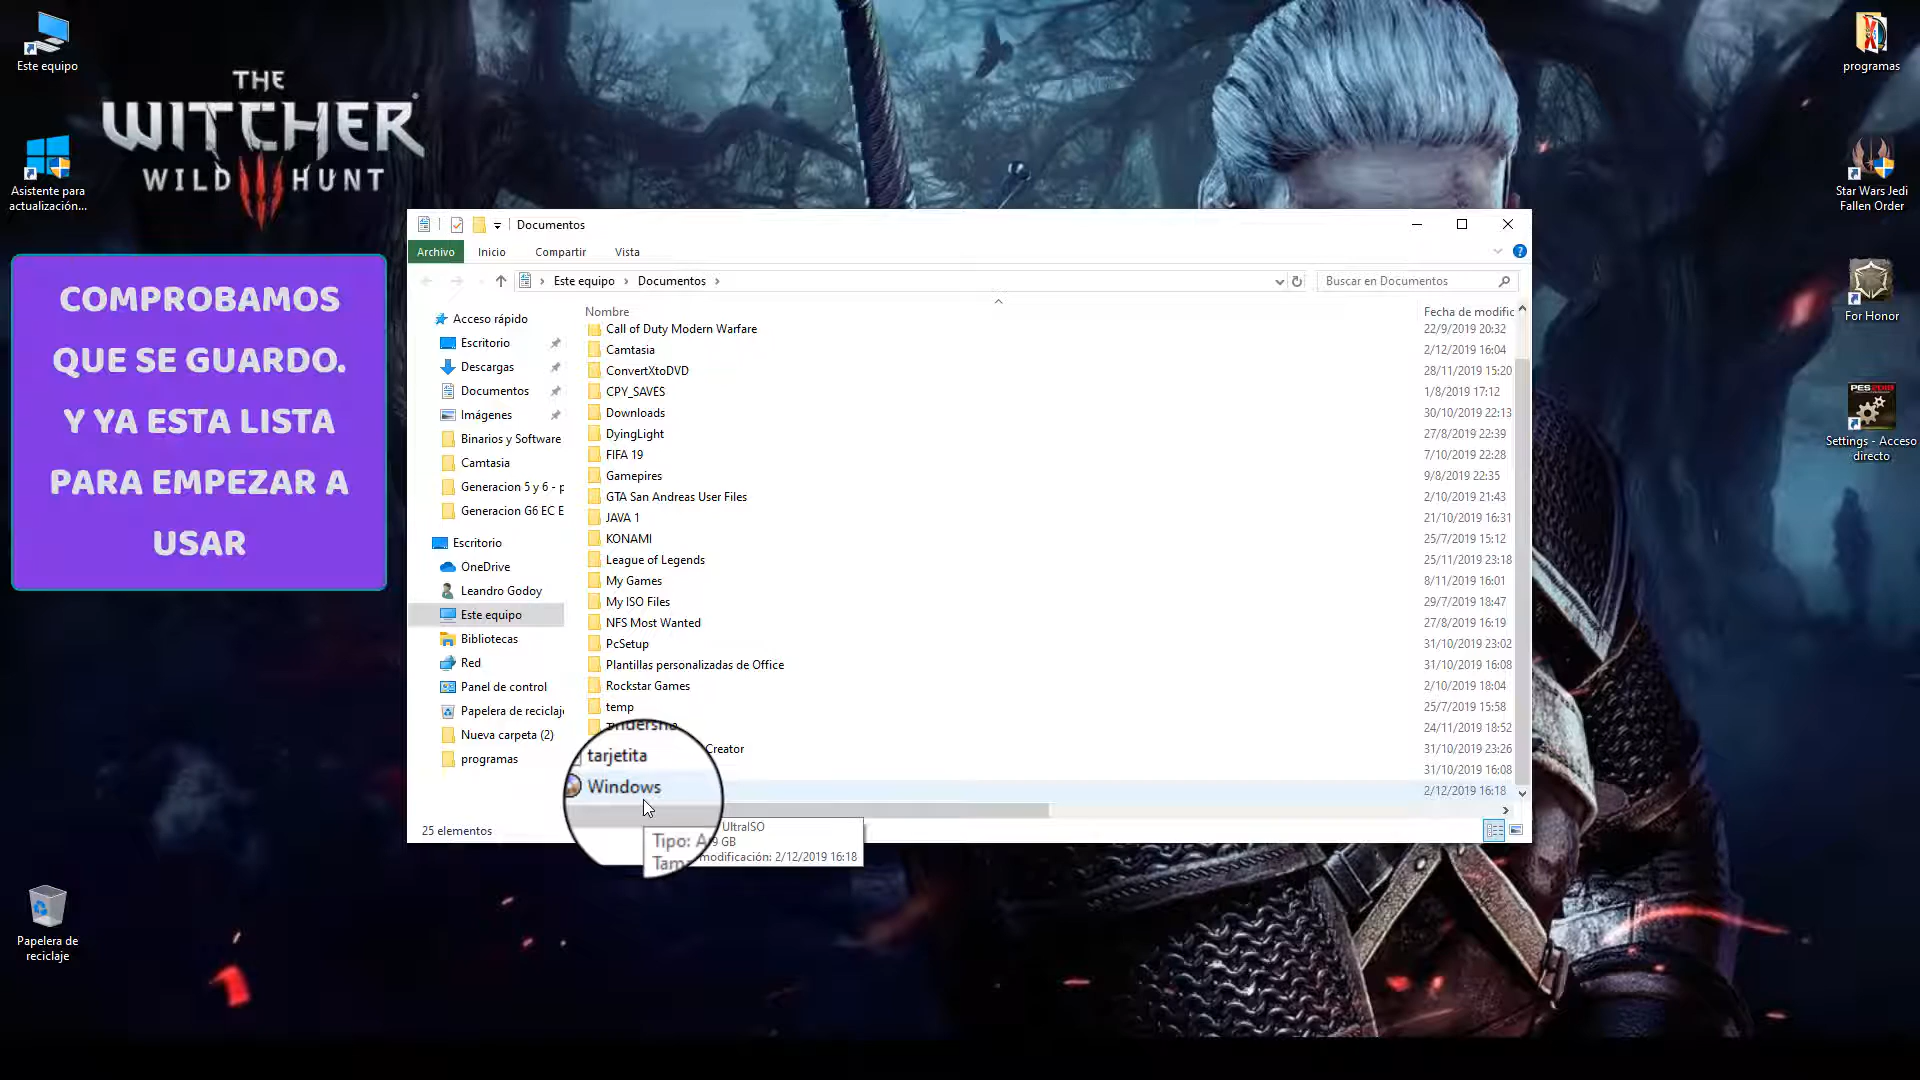 Este equipo
THE
WITCHER
WILD HUNT
Asistente para
actualización...
COMPROBAMOS
QUE SE GUARDO.
Y YA ESTA LISTA
PARA EMPEZAR A
USAR
Papelera de
reciclaje
Documentos
Archivo Inicio Compartir Vista
Este equipo Documentos
Buscar en Documentos
Acceso rápido
Escritorio
Descargas
Documentos
Imágenes
Binarios y Software
Camtasia
Generacion 5 y 6 - p
Generacion G6 EC E
Escritorio
OneDrive
Leandro Godoy
Este equipo
Bibliotecas
Red
Panel de control
Papelera de reciclaje
Nueva carpeta (2)
programas
Nombre Fecha de modific
Call of Duty Modern Warfare 22/9/2019 20:32
Camtasia 2/12/2019 16:04
ConvertXtoDVD 28/11/2019 15:20
CPY_SAVES 1/8/2019 17:12
Downloads 30/10/2019 22:13
DyingLight 27/8/2019 22:39
FIFA 19 7/10/2019 22:28
Gamepires 9/8/2019 22:35
GTA San Andreas User Files 2/10/2019 21:43
JAVA 1 21/10/2019 16:31
KONAMI 25/7/2019 15:12
League of Legends 25/11/2019 23:18
My Games 8/11/2019 16:01
My ISO Files 29/7/2019 18:47
NFS Most Wanted 27/8/2019 16:19
PcSetup 31/10/2019 23:02
Plantillas personalizadas de Office 31/10/2019 16:08
Rockstar Games 2/10/2019 18:04
temp 25/7/2019 15:58
24/11/2019 18:52
Creator 31/10/2019 23:26
tarjetita 31/10/2019 16:08
Windows 2/12/2019 16:18
UltraISO
Tipo: A 9 GB
Tama modificación: 2/12/2019 16:18
25 elementos
programas
Star Wars Jedi
Fallen Order
For Honor
PES2018
Settings - Acceso
directo